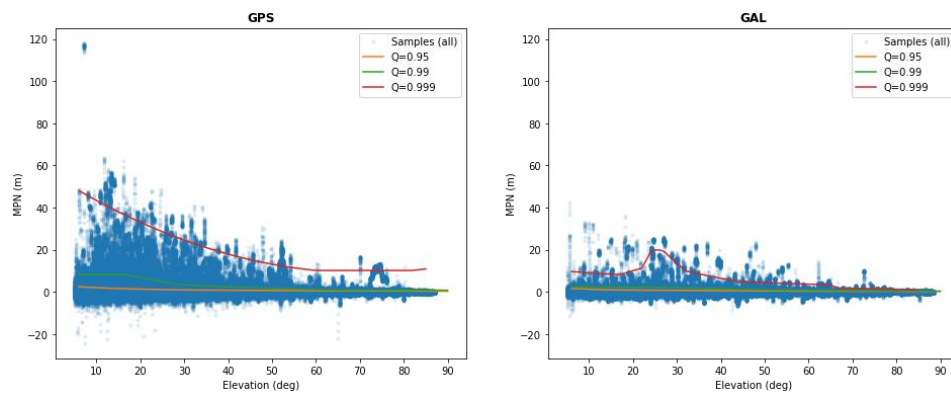 GPS
120
100
80
60
40
20
0
−20
MPN (m)
10 20 30 40 50 60 70 80 90
Elevation (deg)
Samples (all)
Q=0.95
Q=0.99
Q=0.999
GAL
120
100
80
60
40
20
0
−20
MPN (m)
10 20 30 40 50 60 70 80 90
Elevation (deg)
Samples (all)
Q=0.95
Q=0.99
Q=0.999